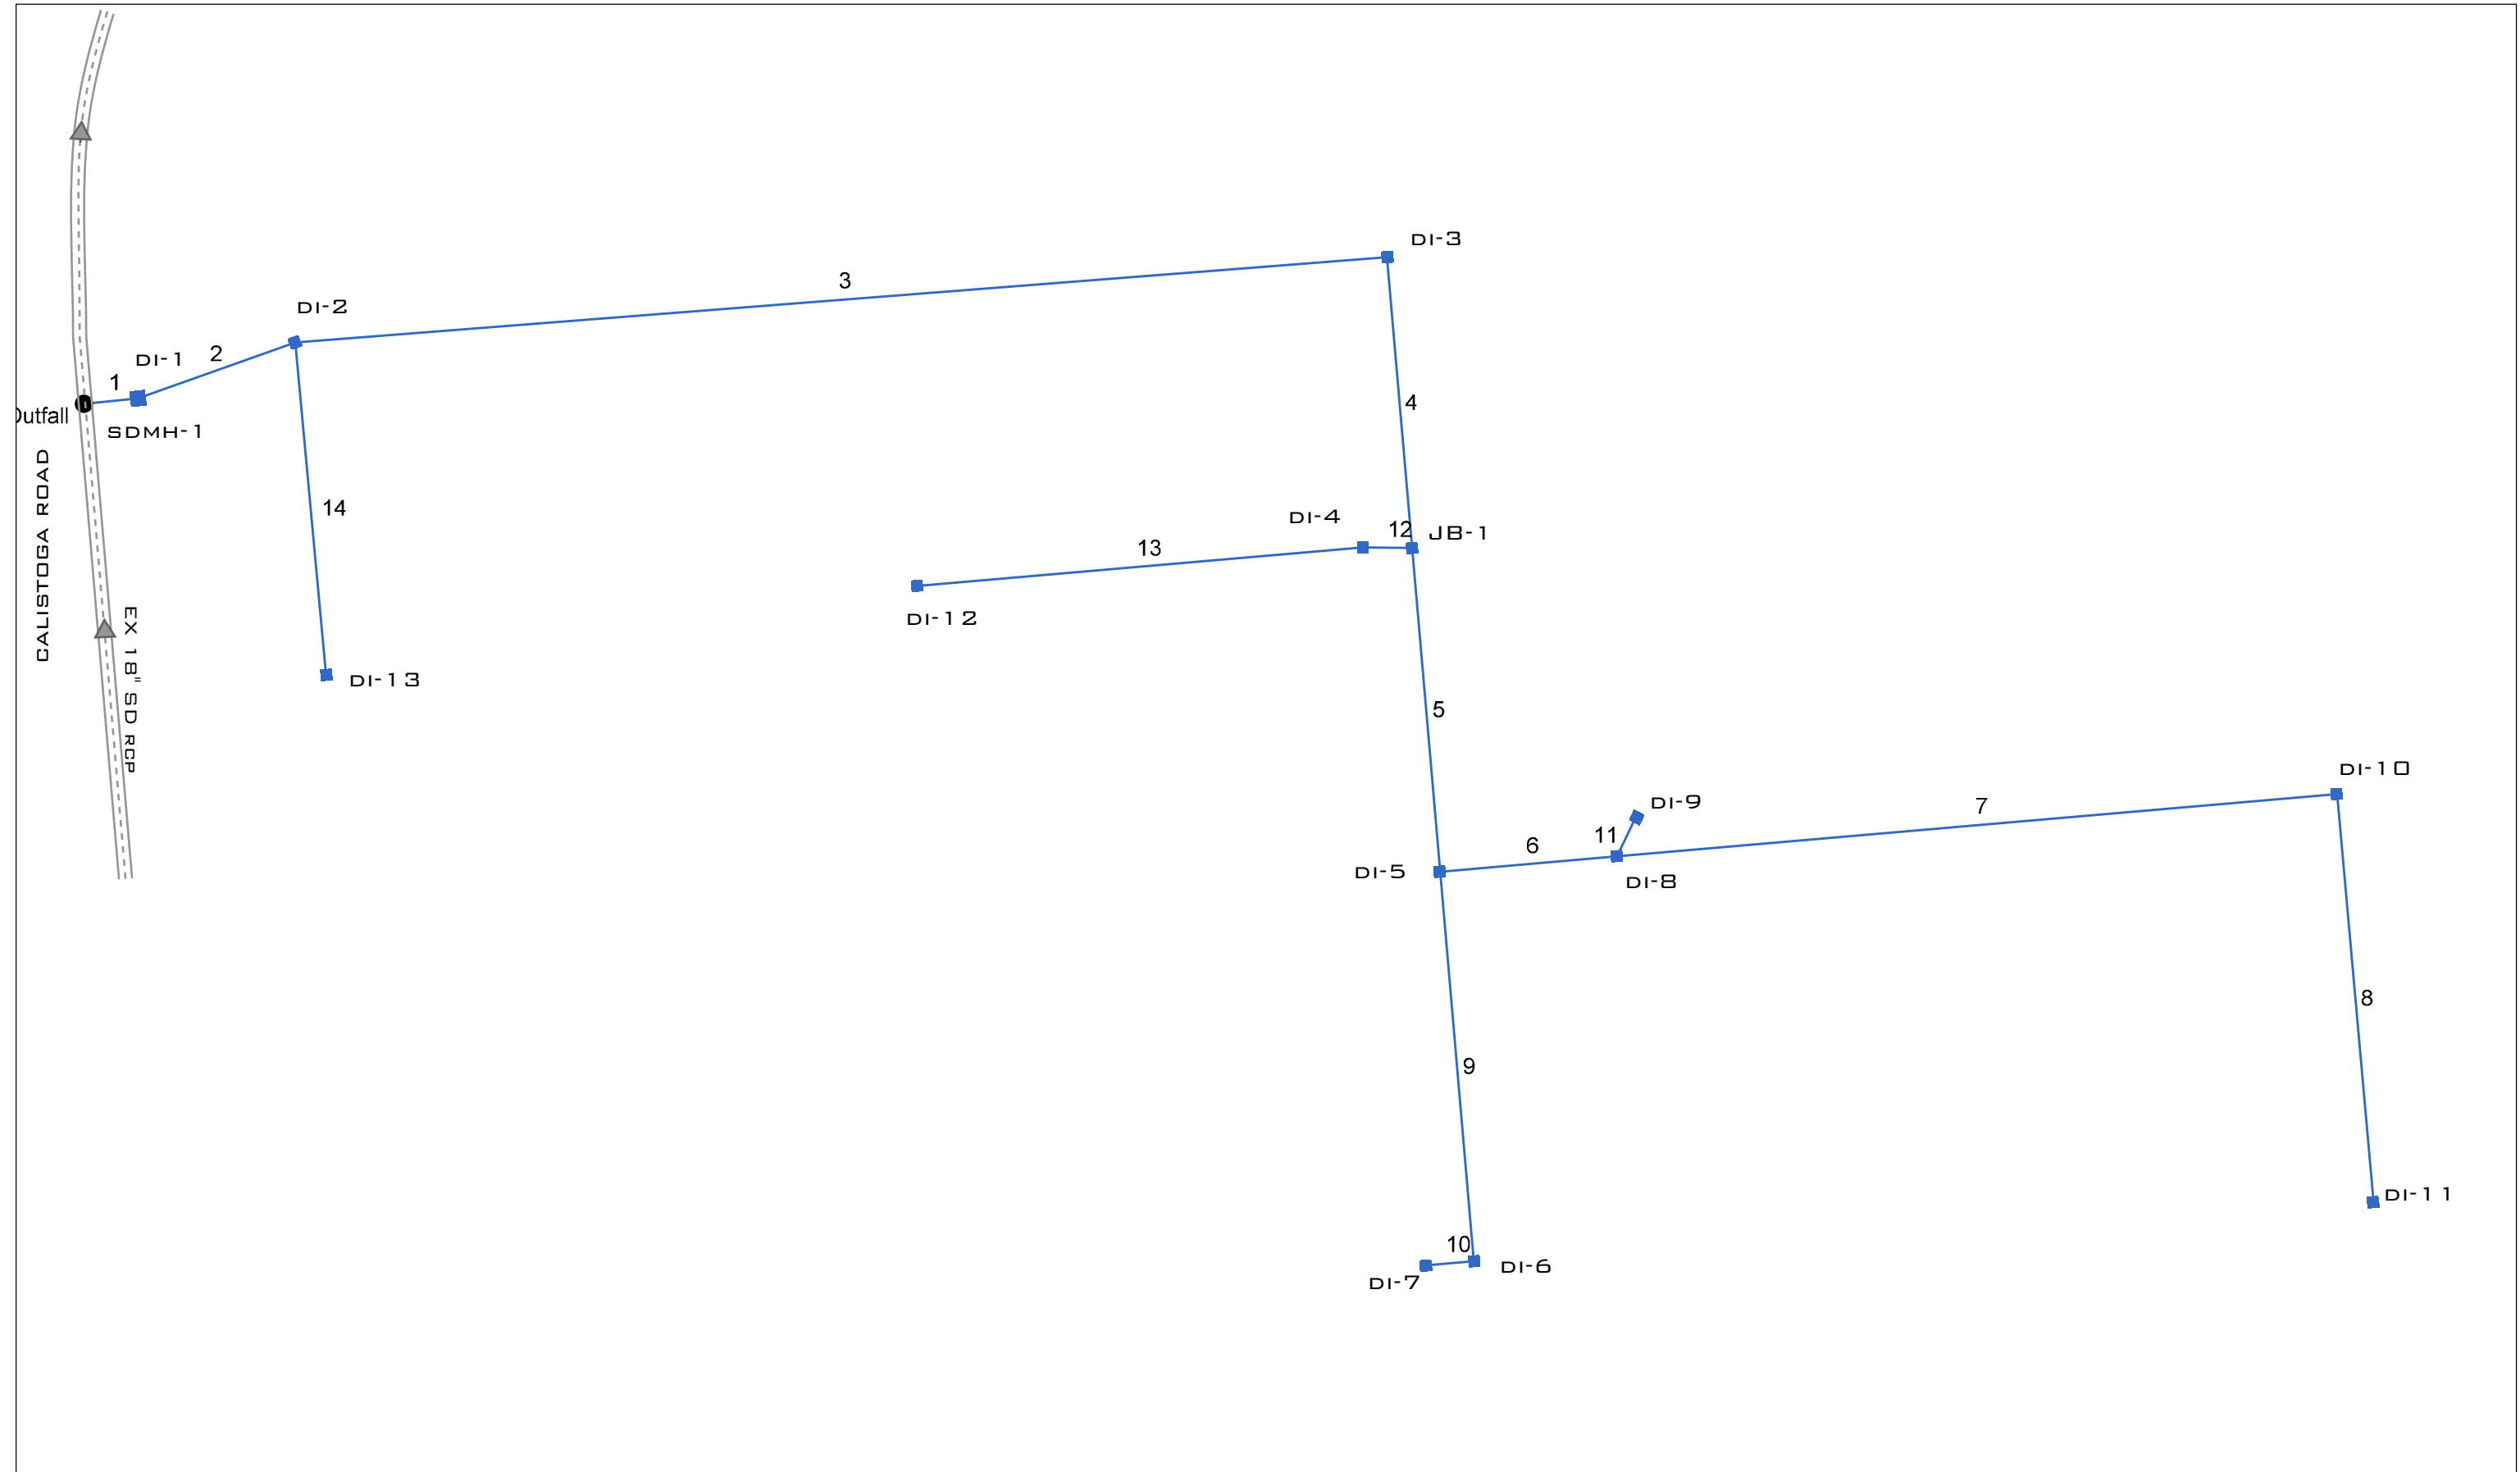 DI-3
3
DI-2
2
DI-1
1
4
Outfall
SDMH-1
14
DI-4
12
JB-1
13
CALISTOGA ROAD
DI-12
EX 18" SD RCP
DI-13
5
DI-10
DI-9
7
11
6
DI-5
DI-8
8
9
DI-11
10
DI-6
DI-7